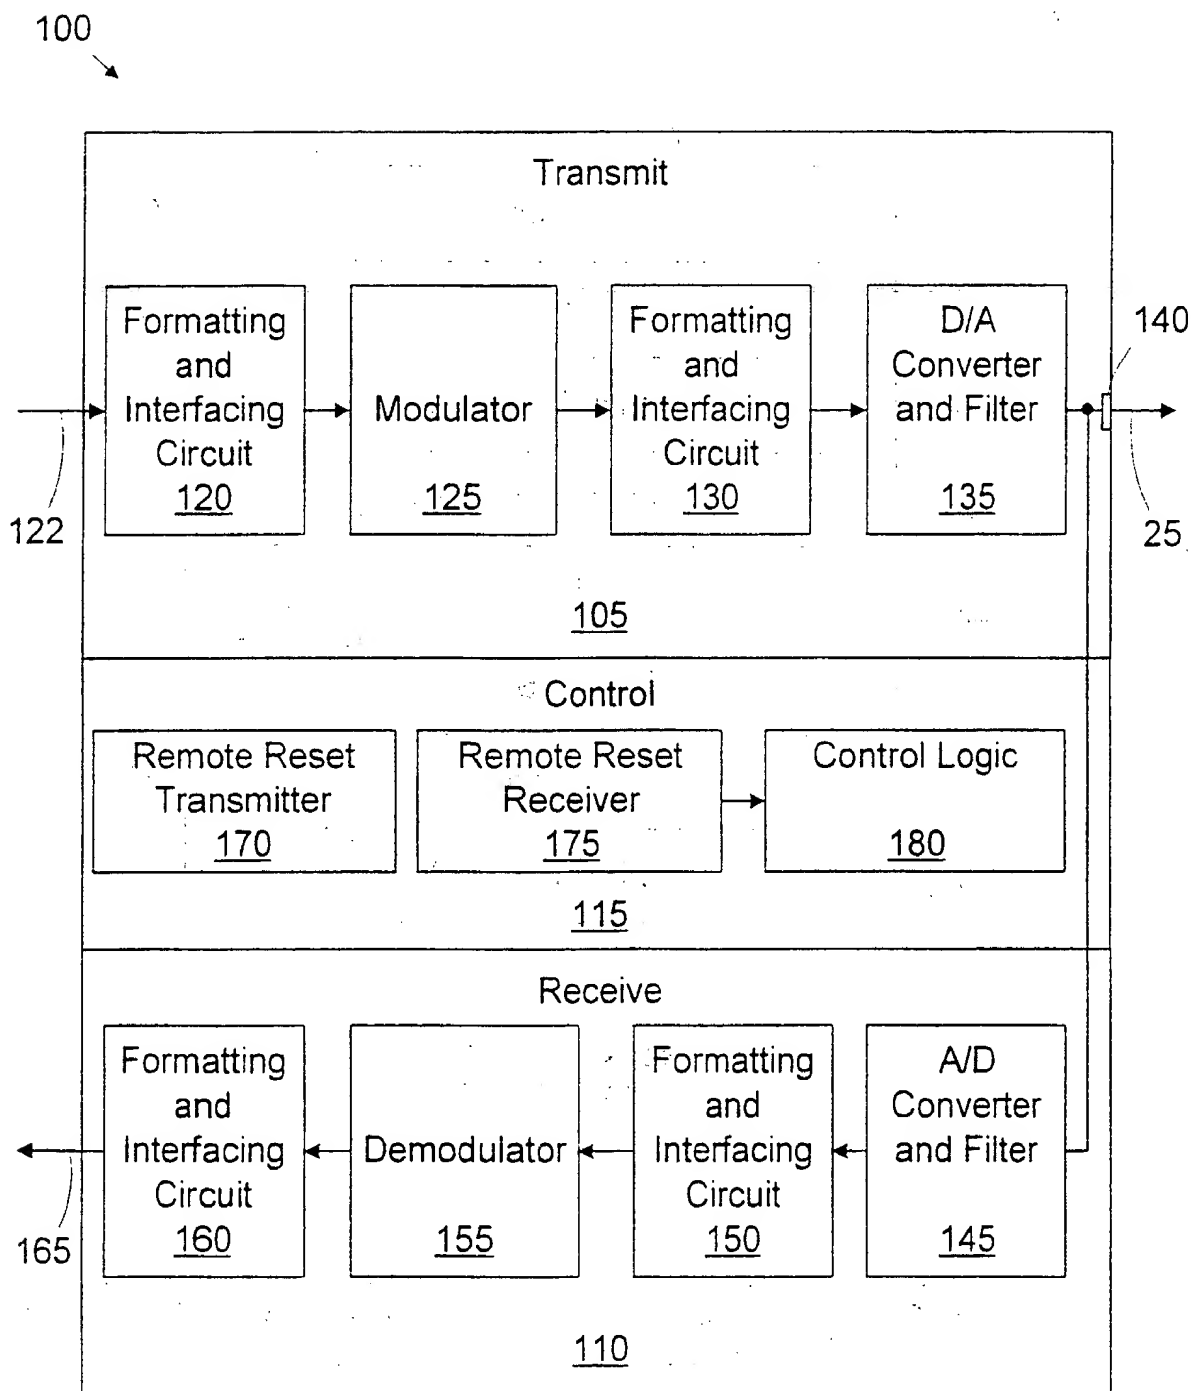 100
Transmit
Formatting
and
Interfacing
Circuit
120
Modulator
125
Formatting
and
Interfacing
Circuit
130
D/A
Converter
and Filter
135
140
122
25
105
Control
Remote Reset
Transmitter
170
Remote Reset
Receiver
175
Control Logic
180
115
Receive
Formatting
and
Interfacing
Circuit
160
Demodulator
155
Formatting
and
Interfacing
Circuit
150
A/D
Converter
and Filter
145
165
110